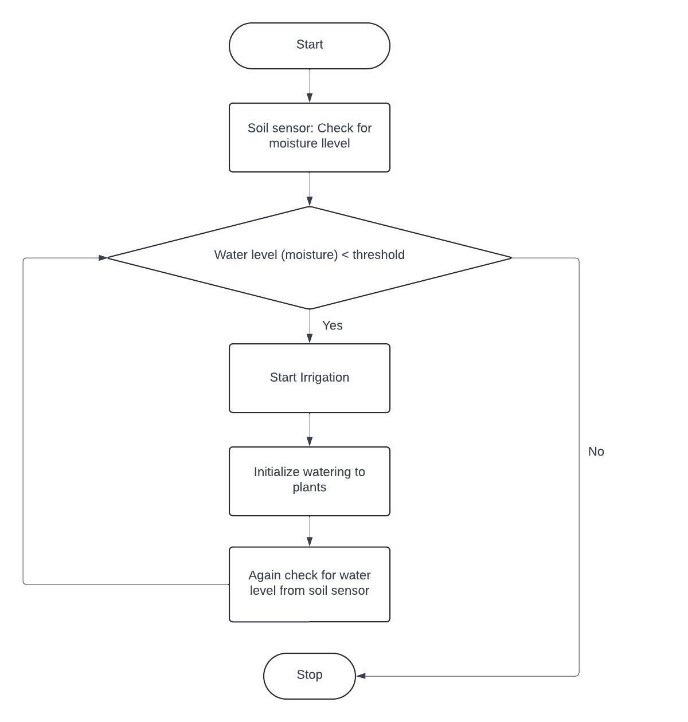 Start
Soil sensor: Check for
moisture llevel
Water level (moisture) < threshold
Yes
Start Irrigation
No
Initialize watering to
plants
Again check for water
level from soil sensor
Stop